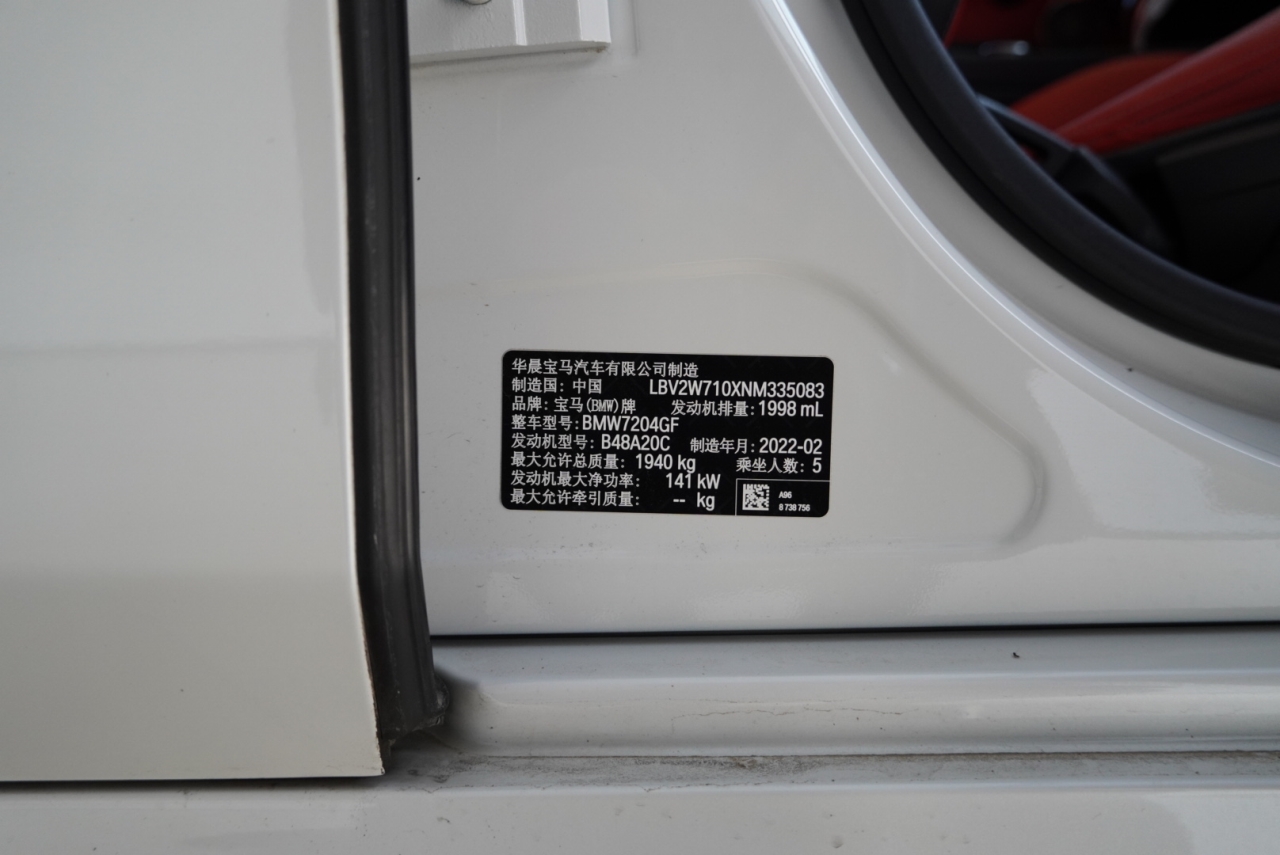 华晨宝马汽车有限公司制造
制造国: 中国 LBV2W710XNM335083
品牌: 宝马(BMW)牌 发动机排量: 1998 mL
整车型号: BMW7204GF
发动机型号: B48A20C 制造年月: 2022-02
最大允许总质量: 1940 kg 乘坐人数: 5
发动机最大净功率: 141 kW
最大允许牵引质量: -- kg
A96
8 738 756